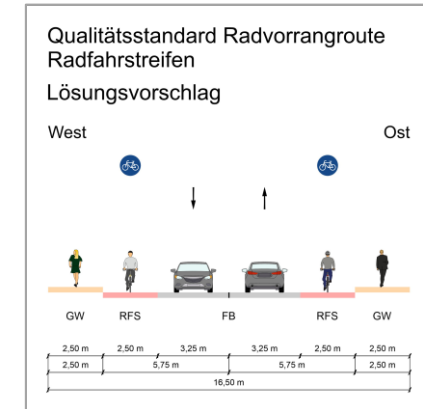 Qualitätsstandard Radvorrangroute
Radfahrstreifen
Lösungsvorschlag
West Ost
GW RFS FB RFS GW
2,50 m 2,50 m 3,25 m 3,25 m 2,50 m 2,50 m
2,50 m 5,75 m 5,75 m 2,50 m
16,50 m